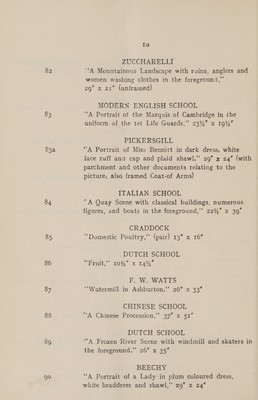 10
ZUCCHARELLI
82 "A Mountainous Landscape with ruins, anglers and
women washing clothes in the foreground,"
29" x 21" (unframed)
MODERN ENGLISH SCHOOL
83 "A Portrait of the Marquis of Cambridge in the
uniform of the 1st Life Guards," 23½" x 19½"
PICKERSGILL
83a "A Portrait of Miss Bennitt in dark dress, white
lace ruff and cap and plaid shawl," 29" x 24" (with
parchment and other documents relating to the
picture, also framed Coat-of Arms)
ITALIAN SCHOOL
84 "A Quay Scene with classical buildings, numerous
figures, and boats in the foreground," 22½" x 39"
CRADDOCK
85 "Domestic Poultry," (pair) 13" x 16"
DUTCH SCHOOL
86 "Fruit," 10½" x 14½"
F. W. WATTS
87 "Watermill in Ashburton," 26" x 33"
CHINESE SCHOOL
88 "A Chinese Procession," 37" x 51"
DUTCH SCHOOL
89 "A Frozen River Scene with windmill and skaters in
the foreground," 26" x 35"
BEECHY
90 "A Portrait of a Lady in plum coloured dress,
white headdress and shawl," 29" x 24"